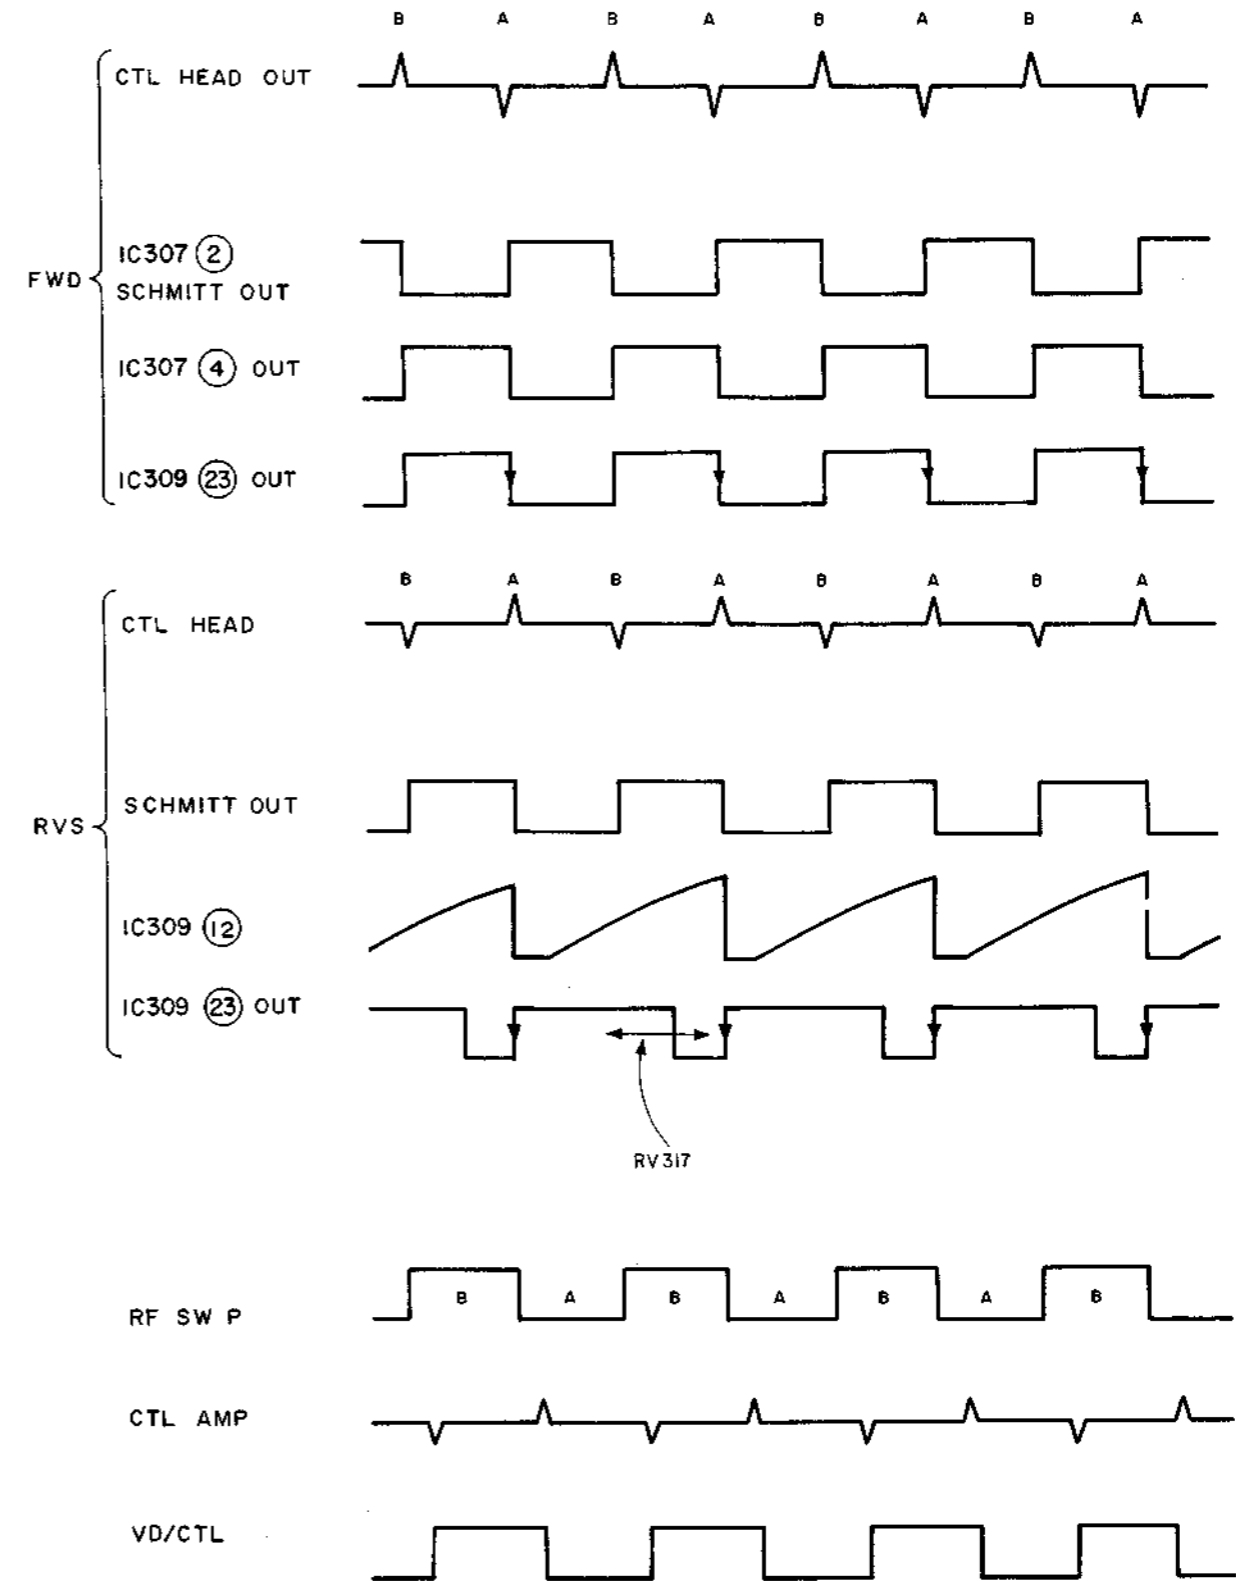 B A B A B A B A
CTL HEAD OUT
IC307 2
SCHMITT OUT
FWD
IC307 4 OUT
IC309 23 OUT
B A B A B A B A
CTL HEAD
SCHMITT OUT
RVS
IC309 12
IC309 23 OUT
RV317
B A B A B A B
RF SW P
CTL AMP
VD/CTL